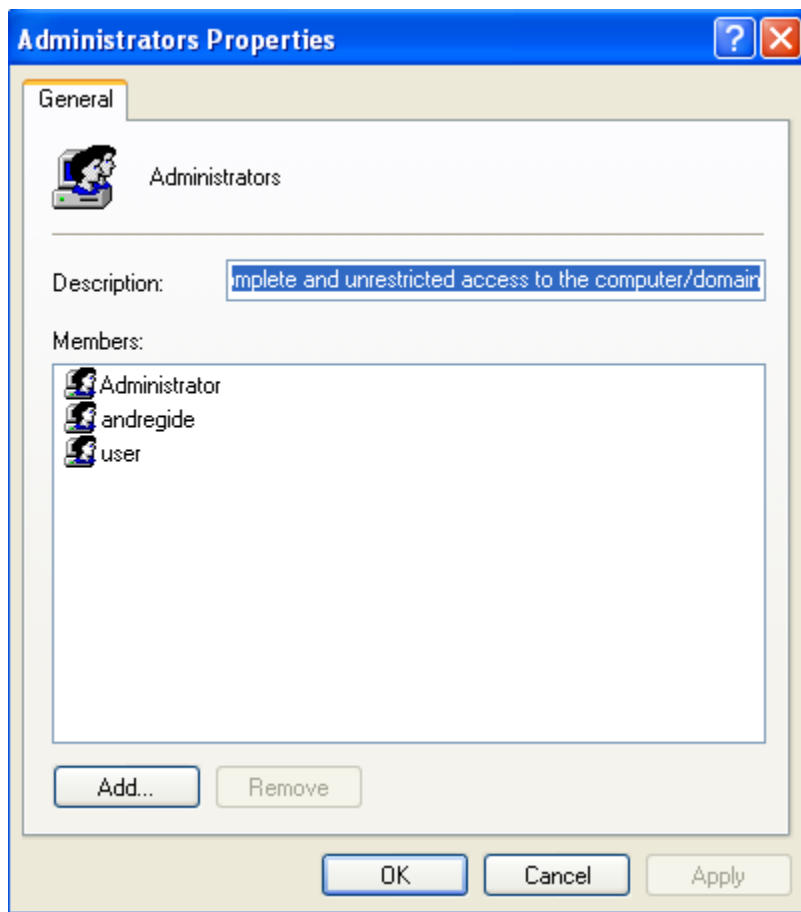 Administrators Properties
General
Administrators
Description: omplete and unrestricted access to the computer/domain
Members:
Administrator
andregide
user
Add... Remove
OK Cancel Apply